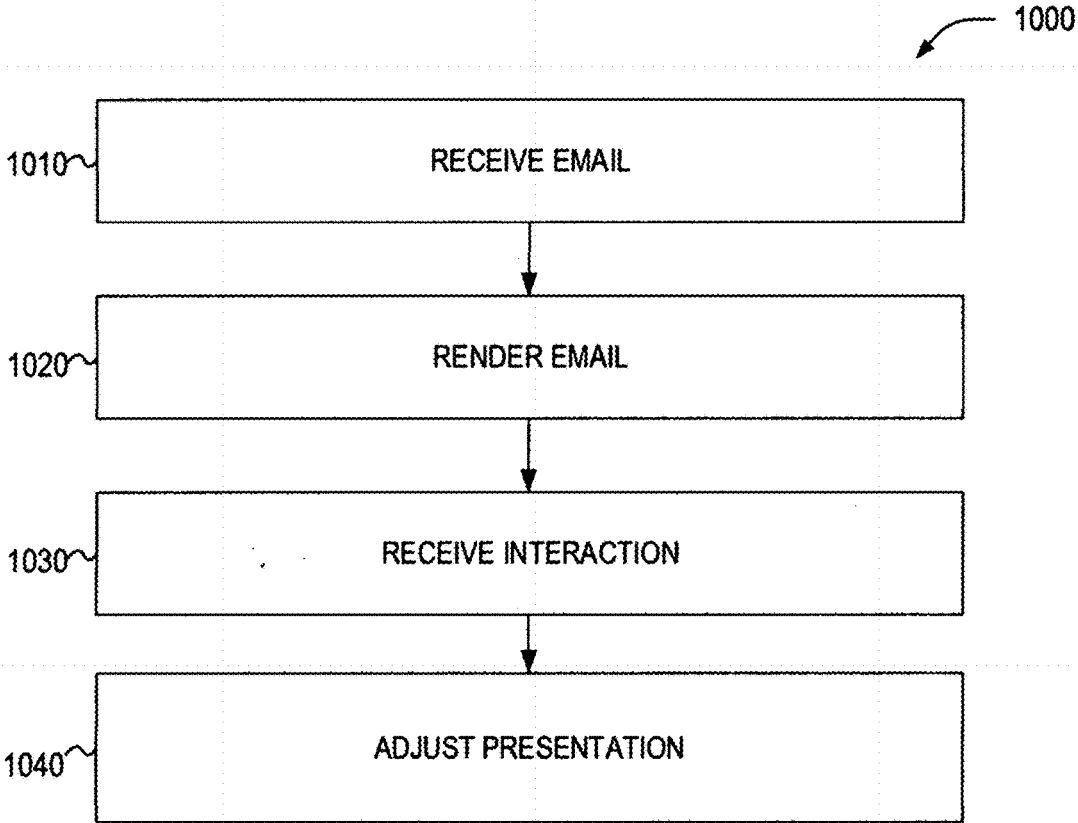 1000
1010
RECEIVE EMAIL
1020
RENDER EMAIL
1030
RECEIVE INTERACTION
1040
ADJUST PRESENTATION